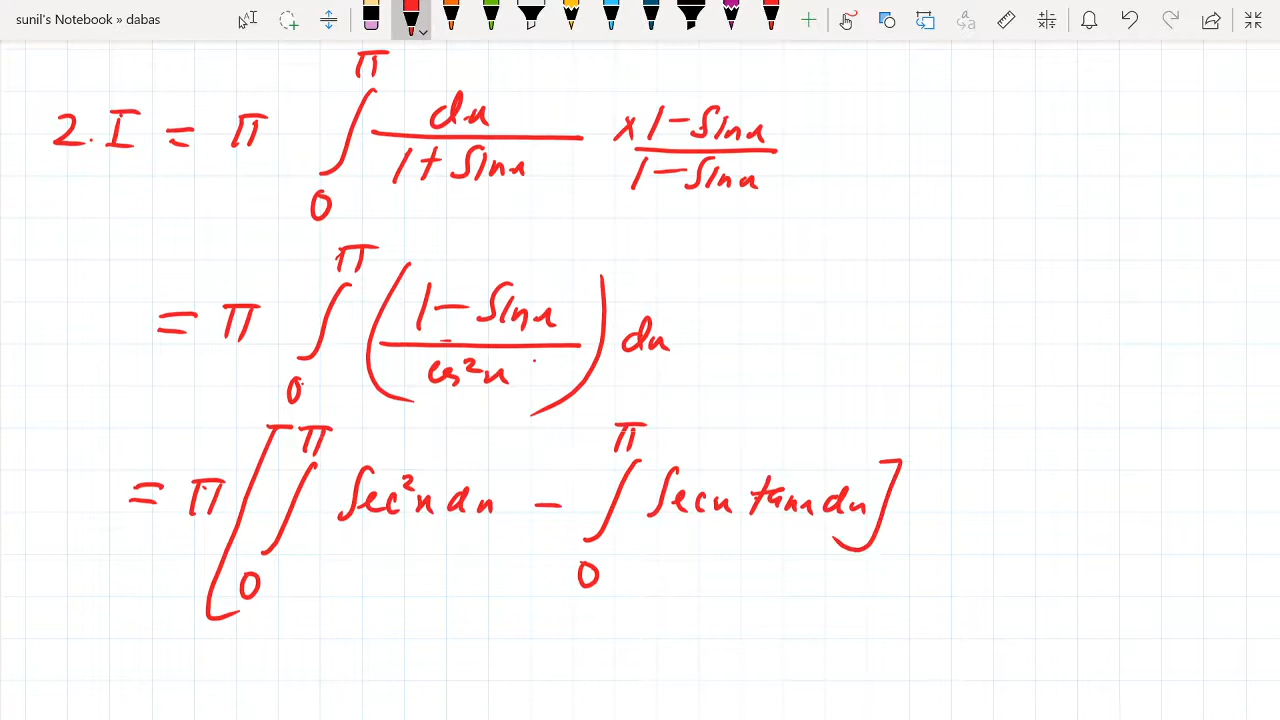 sunil's Notebook » dabas
2. I = π ∫₀^π dx/(1 + sinx) × (1 - sinx)/(1 - sinx)
= π ∫₀^π ((1 - sinx)/cos²x) dx
= π [∫₀^π sec²x dx - ∫₀^π secx tanx dx]